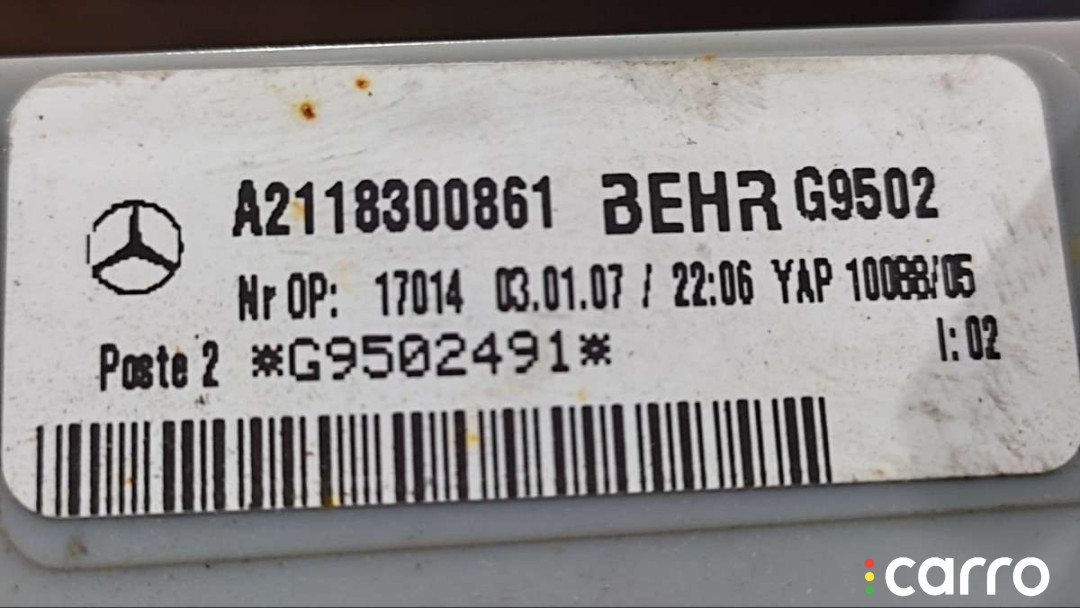 A2118300861 BEHR G9502
Nr OP: 17014 03.01.07 / 22:06 YAP 10088/05
Poste 2 *G9502491* I: 02
carro